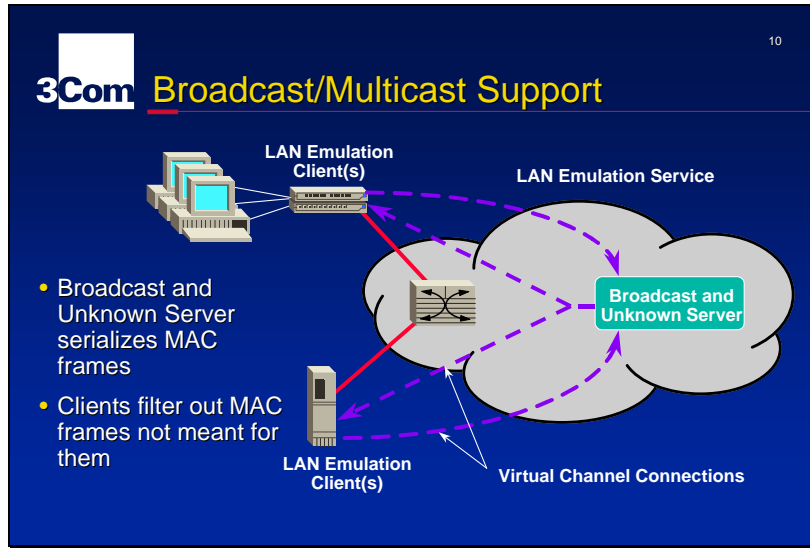 10
3Com
Broadcast/Multicast Support
LAN Emulation
Client(s)
LAN Emulation Service
• Broadcast and
Unknown Server
serializes MAC
frames
• Clients filter out MAC
frames not meant for
them
Broadcast and
Unknown Server
LAN Emulation
Client(s)
Virtual Channel Connections